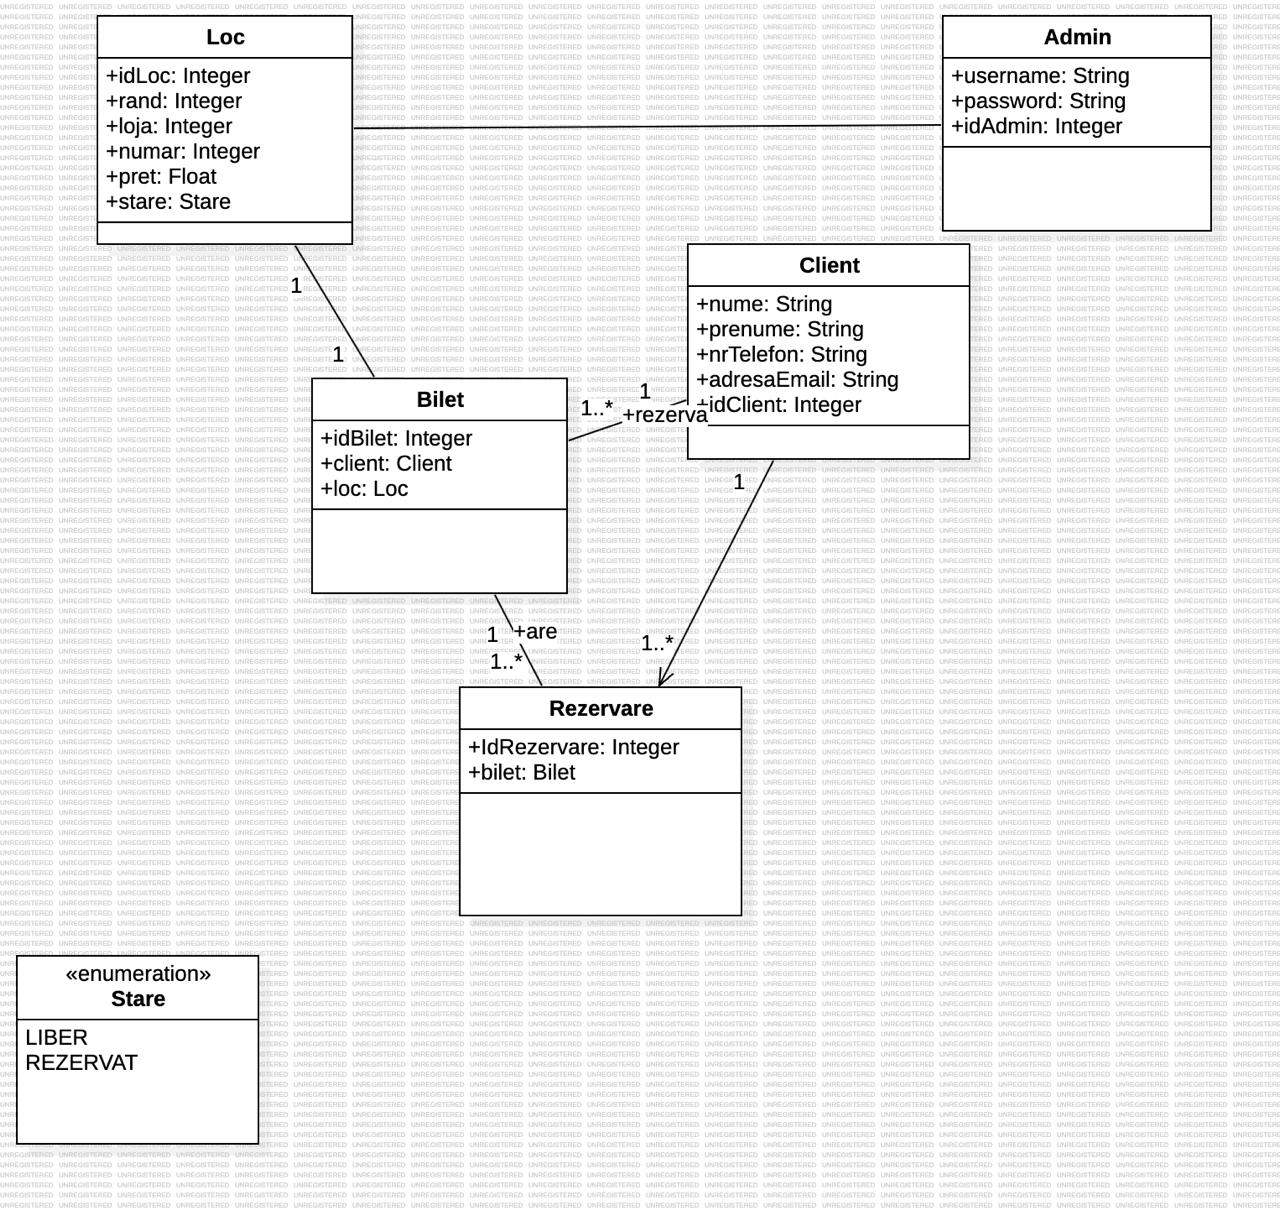 Loc
+idLoc: Integer
+rand: Integer
+loja: Integer
+numar: Integer
+pret: Float
+stare: Stare
Admin
+username: String
+password: String
+idAdmin: Integer
Client
+nume: String
+prenume: String
+nrTelefon: String
+adresaEmail: String
+idClient: Integer
1
1
Bilet
+idBilet: Integer
+client: Client
+loc: Loc
1
1..*
+rezerva
1
1..*
1
+are
1..*
Rezervare
+IdRezervare: Integer
+bilet: Bilet
«enumeration»
Stare
LIBER
REZERVAT
UNREGISTERED